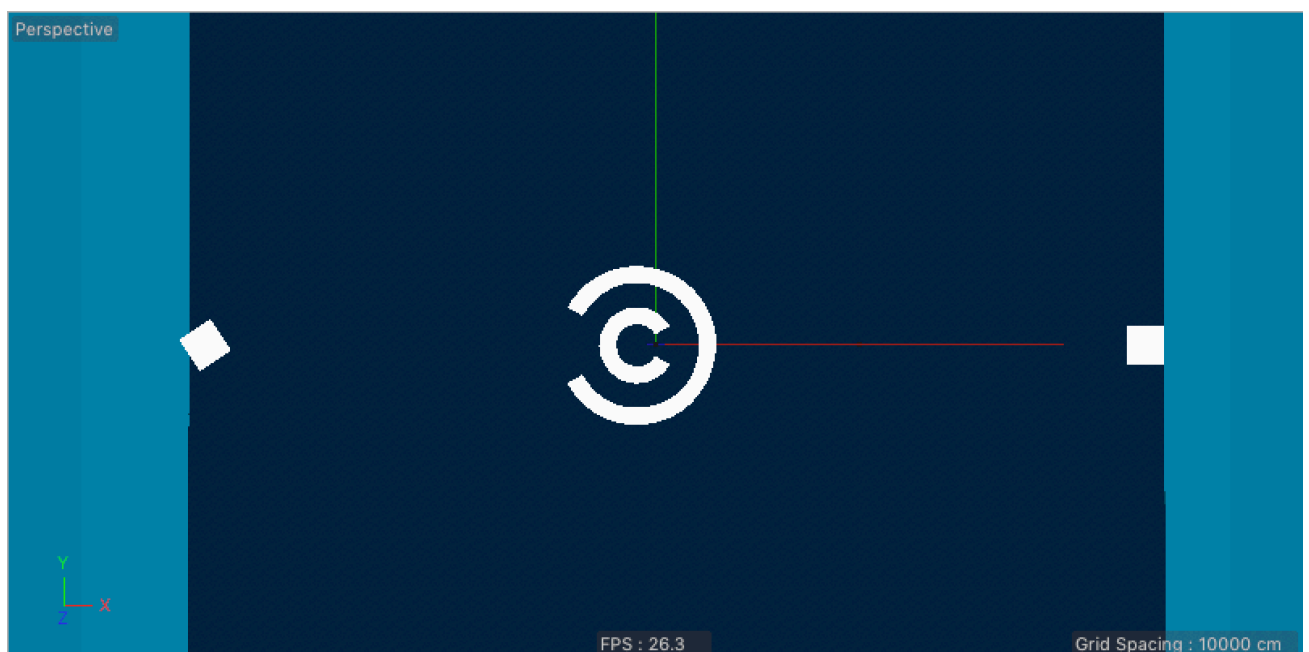 Perspective
Y
X
Z
FPS : 26.3
Grid Spacing : 10000 cm